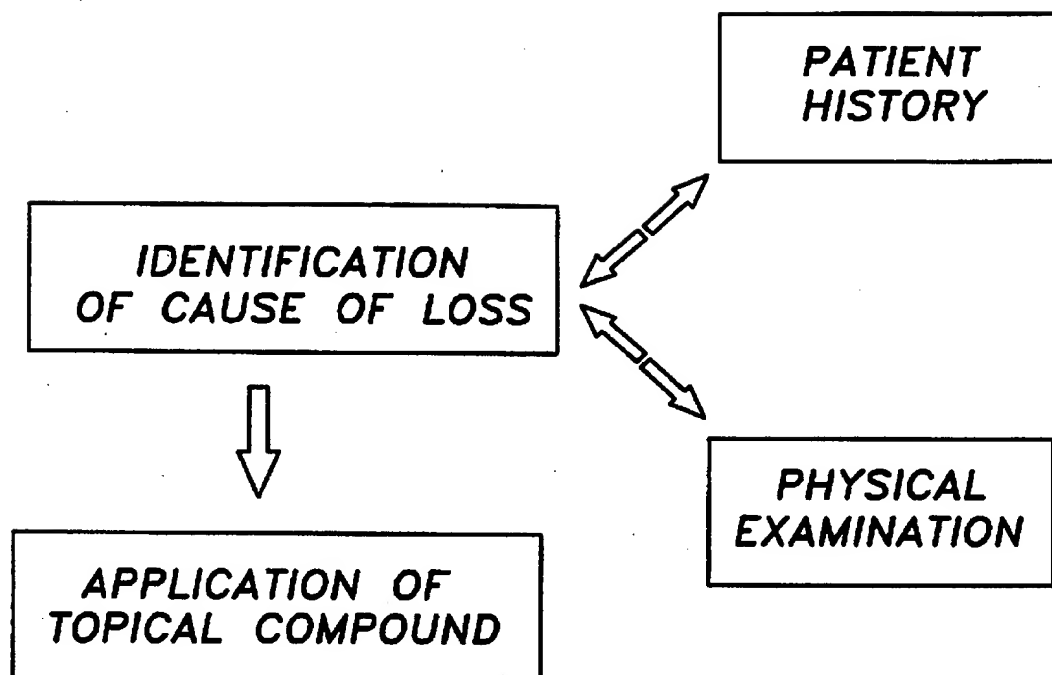 PATIENT
HISTORY
IDENTIFICATION
OF CAUSE OF LOSS
PHYSICAL
EXAMINATION
APPLICATION OF
TOPICAL COMPOUND